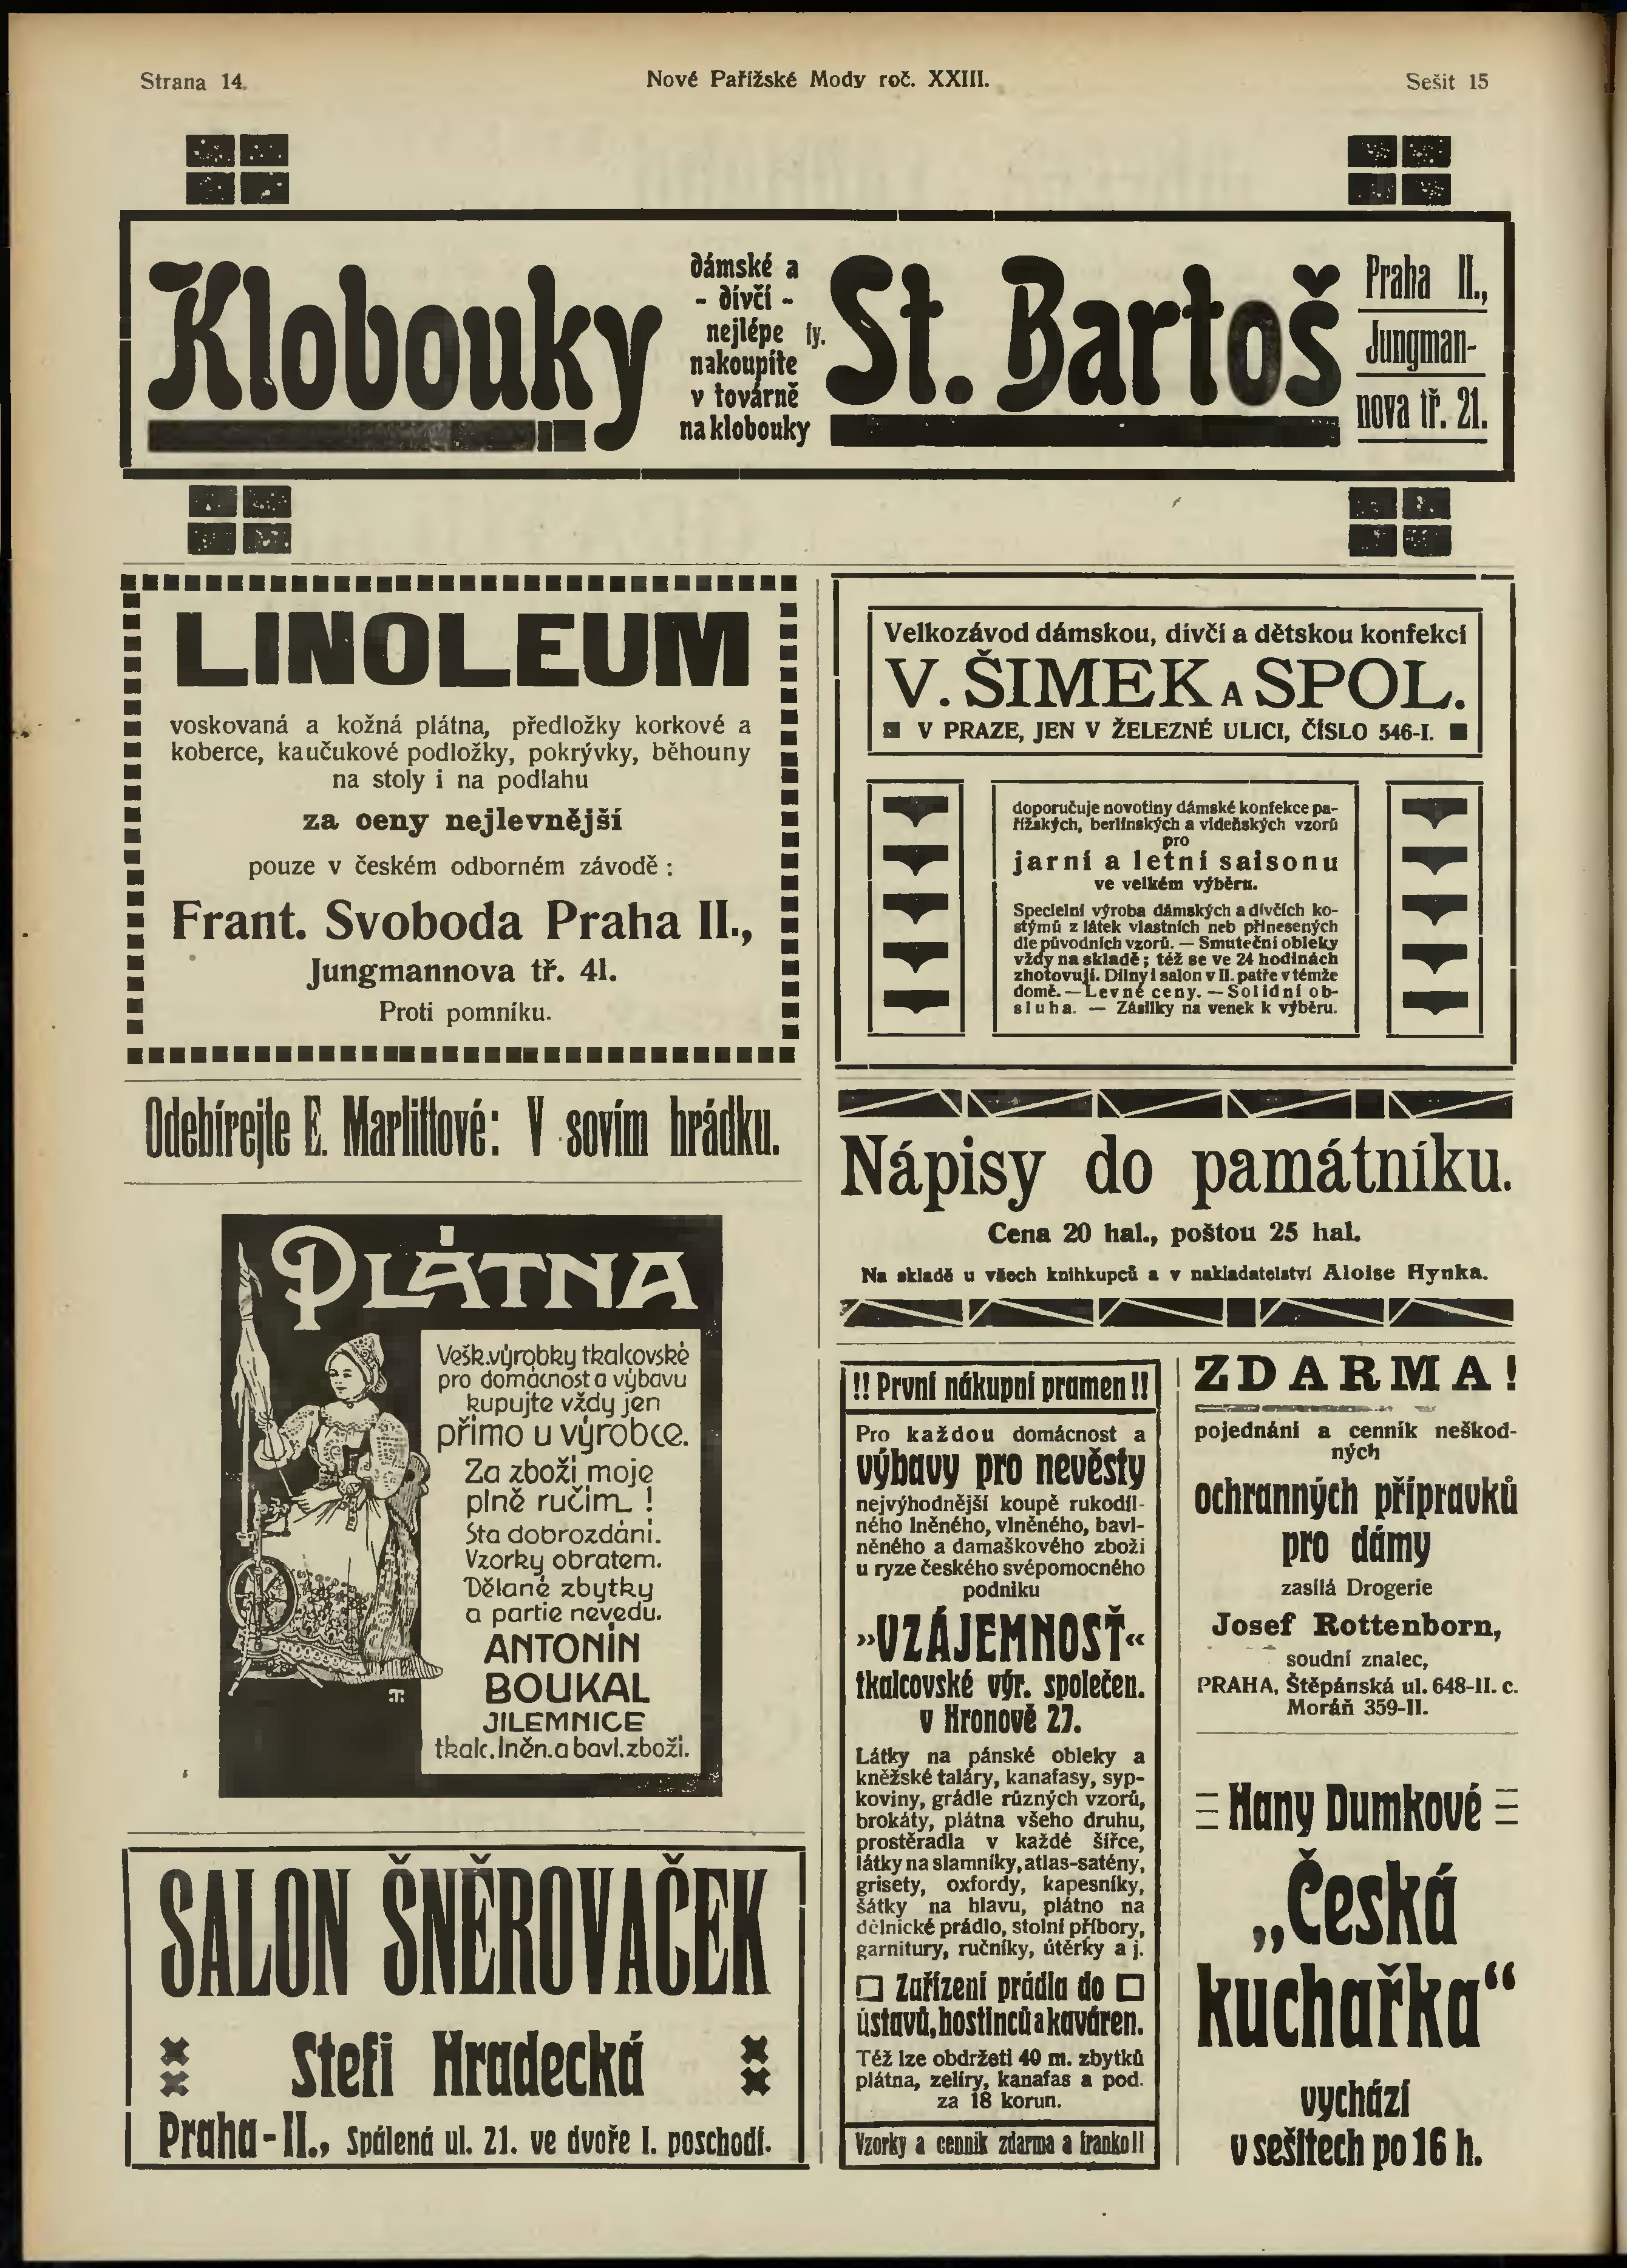 Strana 14.
Nové Pařížské Mody roč. XXIII.
Sešit 15
Klobouky
dámské a
- dívčí -
nejlépe
nakoupíte
v továrně
na klobouky
fy.
St. Bartoš
Praha II.,
Jungman-
nova tř. 21.
LINOLEUM
voskovaná a kožná plátna, předložky korkové a
koberce, kaučukové podložky, pokrývky, běhouny
na stoly i na podlahu
za ceny nejlevnější
pouze v českém odborném závodě :
Frant. Svoboda Praha II.,
Jungmannova tř. 41.
Proti pomníku.
Odebírejte E. Marlittové: V sovím hrádku.
PLÁTNA
Vešk. výrobky tkalcovské
pro domácnost a výbavu
kupujte vždy jen
přímo u výrobce.
Za zboží moje
plně ručím !
Sta dobrozdání.
Vzorky obratem.
Dělané zbytky
a partie nevedu.
ANTONÍN
BOUKAL
JILEMNICE
tkalc. lněn. a bavl. zboží.
SALON ŠNĚROVAČEK
Stefi Hradecká
Praha-II., Spálená ul. 21. ve dvoře I. poschodí.
Velkozávod dámskou, dívčí a dětskou konfekcí
V. ŠIMEK A SPOL.
V PRAZE, JEN V ŽELEZNÉ ULICI, ČÍSLO 546-I.
doporučuje novotiny dámské konfekce pa-
řížských, berlínských a vídeňských vzorů
pro
jarní a letní saisonu
ve velkém výběru.
Specielní výroba dámských a dívčích ko-
stýmů z látek vlastních neb přinesených
dle původních vzorů. — Smuteční obleky
vždy na skladě; též se ve 24 hodinách
zhotovují. Dílny i salon v II. patře v témže
domě. — Levné ceny. — Solidní ob-
sluha. — Zásilky na venek k výběru.
Nápisy do památníku.
Cena 20 hal., poštou 25 hal.
Na skladě u všech knihkupců a v nakladatelství Aloise Hynka.
!! První nákupní pramen !!
Pro každou domácnost a
výbavy pro nevěsty
nejvýhodnější koupě rukodíl-
ného lněného, vlněného, bavl-
něného a damaškového zboží
u ryze českého svépomocného
podniku
»VZÁJEMNOSŤ«
tkalcovské výr. společen.
v Hronově 27.
Látky na pánské obleky a
kněžské taláry, kanafasy, syp-
koviny, grádle různých vzorů,
brokáty, plátna všeho druhu,
prostěradla v každé šířce,
látky na slamníky, atlas-satény,
grisety, oxfordy, kapesníky,
šátky na hlavu, plátno na
dělnické prádlo, stolní příbory,
garnitury, ručníky, útěrky a j.
Zařízení prádla do
ústavů, hostinců a kaváren.
Též lze obdržeti 40 m. zbytků
plátna, zefíry, kanafas a pod.
za 18 korun.
Vzorky a cenník zdarma a franko!!
ZDARMA!
pojednání a cenník neškod-
ných
ochranných přípravků
pro dámy
zasílá Drogerie
Josef Rottenborn,
soudní znalec,
PRAHA, Štěpánská ul. 648-II. c.
Moráň 359-II.
Hany Dumkové
„Česká
kuchařka“
vychází
v sešitech po 16 h.